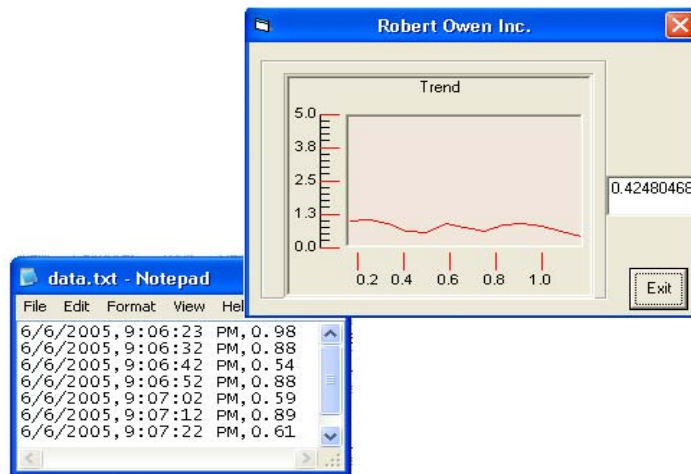 Robert Owen Inc.
Trend
5.0
3.8
2.5
1.3
0.0
0.2 0.4 0.6 0.8 1.0
0.42480468
Exit
data.txt - Notepad
File Edit Format View Hel
6/6/2005,9:06:23 PM,0.98
6/6/2005,9:06:32 PM,0.88
6/6/2005,9:06:42 PM,0.54
6/6/2005,9:06:52 PM,0.88
6/6/2005,9:07:02 PM,0.59
6/6/2005,9:07:12 PM,0.89
6/6/2005,9:07:22 PM,0.61